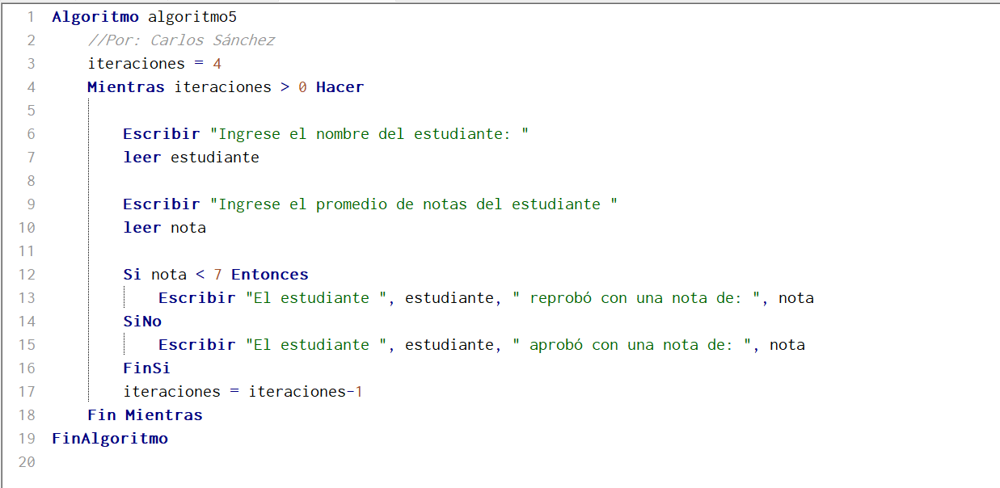 1 Algoritmo algoritmo5
2 //Por: Carlos Sánchez
3 iteraciones = 4
4 Mientras iteraciones > 0 Hacer
5
6 Escribir "Ingrese el nombre del estudiante: "
7 leer estudiante
8
9 Escribir "Ingrese el promedio de notas del estudiante "
10 leer nota
11
12 Si nota < 7 Entonces
13 Escribir "El estudiante ", estudiante, " reprobó con una nota de: ", nota
14 SiNo
15 Escribir "El estudiante ", estudiante, " aprobó con una nota de: ", nota
16 FinSi
17 iteraciones = iteraciones-1
18 Fin Mientras
19 FinAlgoritmo
20